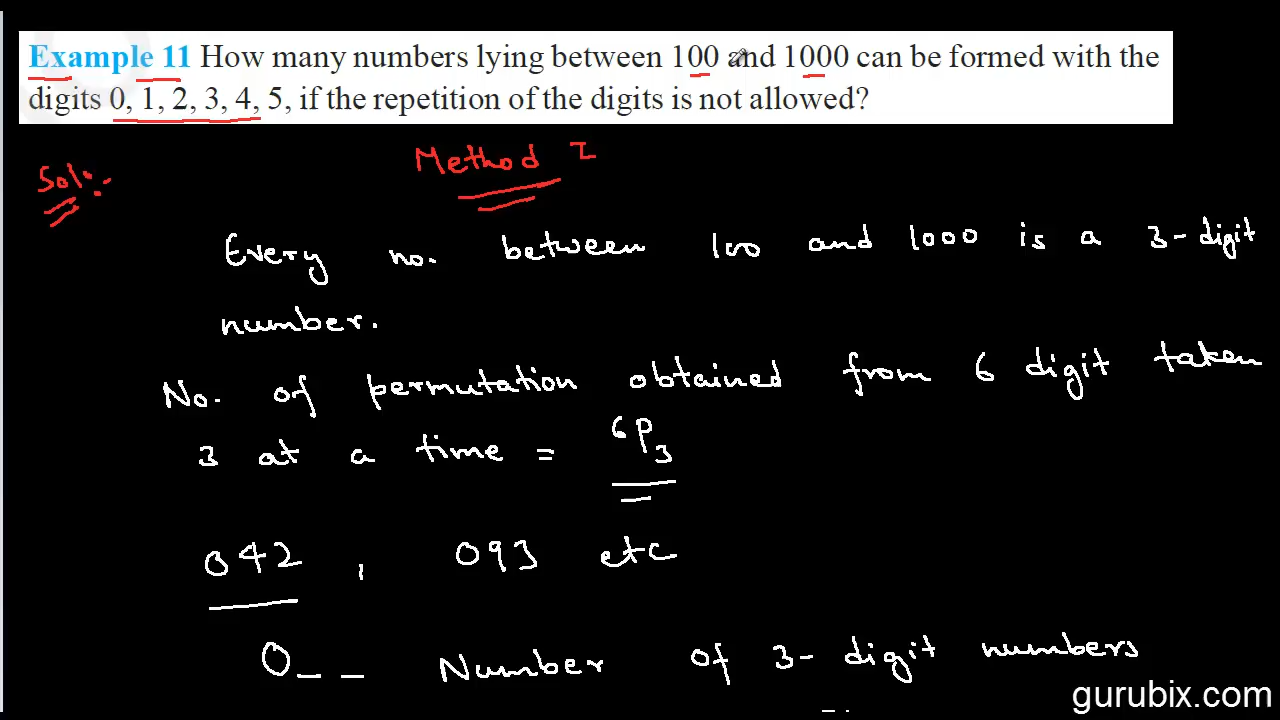 Example 11 How many numbers lying between 100 and 1000 can be formed with the
digits 0, 1, 2, 3, 4, 5, if the repetition of the digits is not allowed?
Method I
Sol:-
Every no. between 100 and 1000 is a 3-digit
number.
No. of permutation obtained from 6 digit taken
3 at a time = ⁶P₃
042, 093 etc
0_ _ Number of 3-digit numbers
gurubix.com